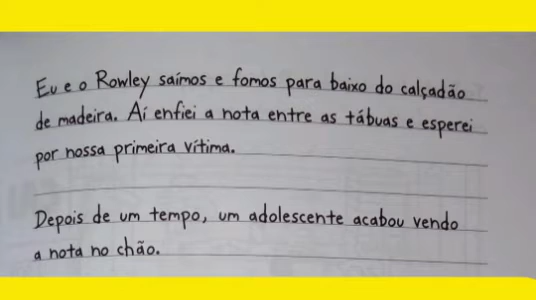 Eu e o Rowley saímos e fomos para baixo do calçadão
de madeira. Aí enfiei a nota entre as tábuas e esperei
por nossa primeira vítima.
Depois de um tempo, um adolescente acabou vendo
a nota no chão.